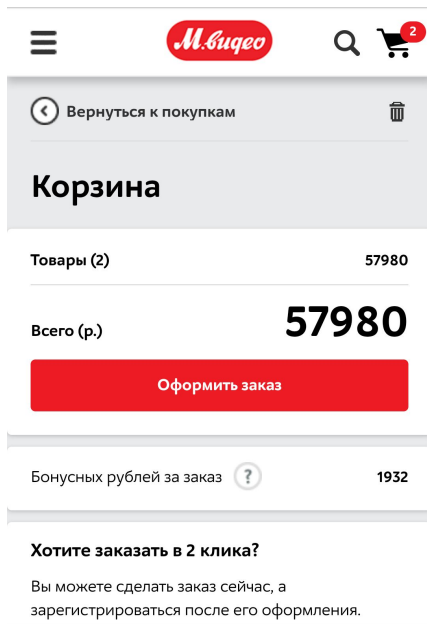 М.видео
2
Вернуться к покупкам
Корзина
Товары (2) 57980
Всего (р.) 57980
Оформить заказ
Бонусных рублей за заказ ? 1932
Хотите заказать в 2 клика?
Вы можете сделать заказ сейчас, а
зарегистрироваться после его оформления.